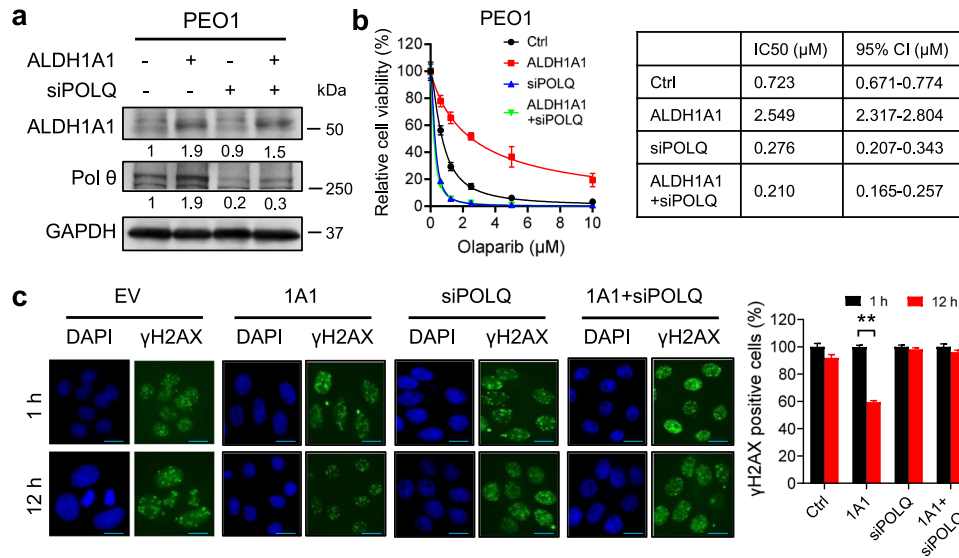 a
PEO1
ALDH1A1 - + - +
siPOLQ - - + + kDa
ALDH1A1
50
1 1.9 0.9 1.5
Pol θ
250
1 1.9 0.2 0.3
GAPDH
37
b
PEO1
Relative cell viability (%)
120
100
80
60
40
20
0
0 2 4 6 8 10
Olaparib (μM)
Ctrl
ALDH1A1
siPOLQ
ALDH1A1
+siPOLQ
IC50 (μM) 95% CI (μM)
Ctrl 0.723 0.671-0.774
ALDH1A1 2.549 2.317-2.804
siPOLQ 0.276 0.207-0.343
ALDH1A1
+siPOLQ 0.210 0.165-0.257
c
EV 1A1 siPOLQ 1A1+siPOLQ
DAPI γH2AX DAPI γH2AX DAPI γH2AX DAPI γH2AX
1 h
12 h
1 h 12 h
γH2AX positive cells (%)
120
100
80
60
40
20
0
**
Ctrl
1A1
siPOLQ
1A1+
siPOLQ